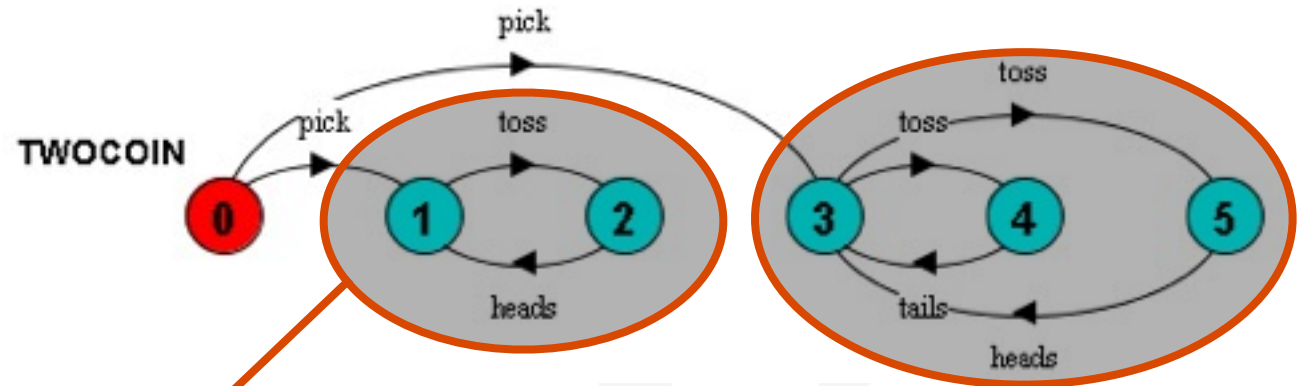 pick
toss
pick
toss
toss
TWOCOIN
0
1
2
3
4
5
heads
tails
heads